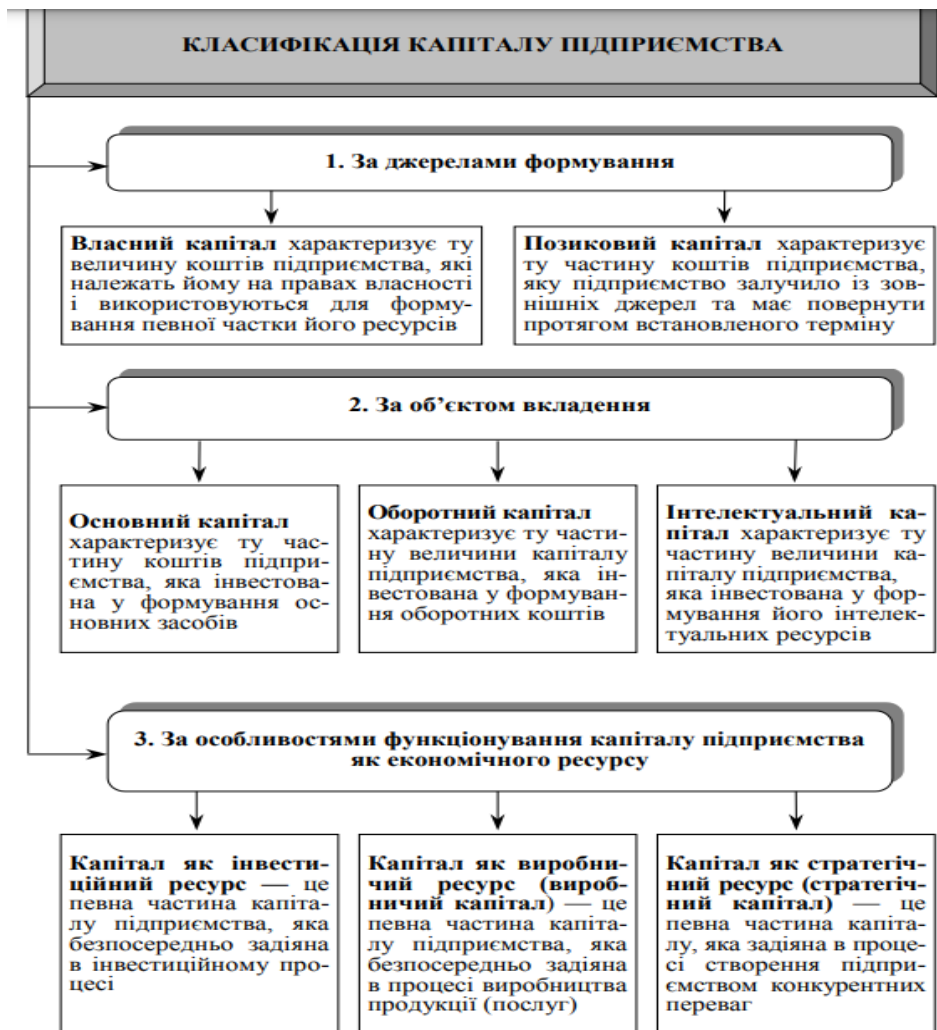 КЛАСИФІКАЦІЯ КАПІТАЛУ ПІДПРИЄМСТВА
1. За джерелами формування
Власний капітал характеризує ту
величину коштів підприємства, які
належать йому на правах власності
і використовуються для форму-
вання певної частки його ресурсів
Позиковий капітал характеризує
ту частину коштів підприємства,
яку підприємство залучило із зов-
нішніх джерел та має повернути
протягом встановленого терміну
2. За об’єктом вкладення
Основний капітал
характеризує ту час-
тину коштів підпри-
ємства, яка інвестова-
на у формування ос-
новних засобів
Оборотний капітал
характеризує ту части-
ну величини капіталу
підприємства, яка ін-
вестована у формуван-
ня оборотних коштів
Інтелектуальний ка-
пітал характеризує ту
частину величини ка-
піталу підприємства,
яка інвестована у фор-
мування його інтелек-
туальних ресурсів
3. За особливостями функціонування капіталу підприємства
як економічного ресурсу
Капітал як інвести-
ційний ресурс — це
певна частина капіта-
лу підприємства, яка
безпосередньо задіяна
в інвестиційному про-
цесі
Капітал як виробни-
чий ресурс (вироб-
ничий капітал) — це
певна частина капіта-
лу підприємства, яка
безпосередньо задіяна
в процесі виробництва
продукції (послуг)
Капітал як стратегіч-
ний ресурс (стратегіч-
ний капітал) — це
певна частина капіта-
лу, яка задіяна в проце-
сі створення підпри-
ємством конкурентних
переваг